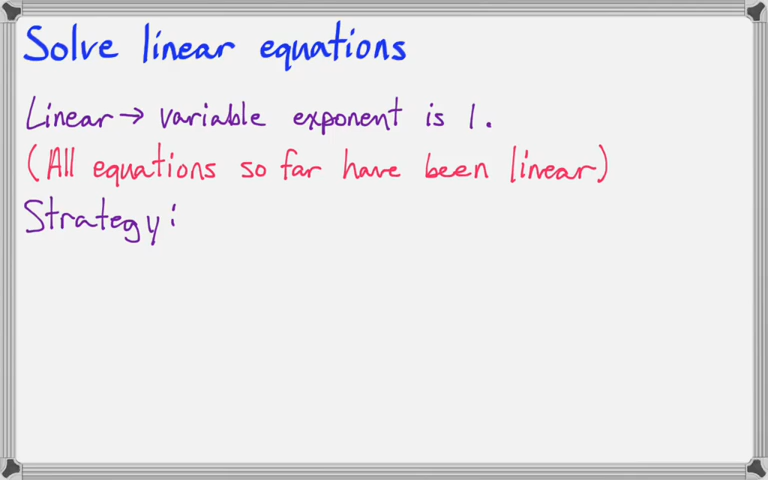 Solve linear equations
Linear → variable exponent is 1.
(All equations so far have been linear)
Strategy: